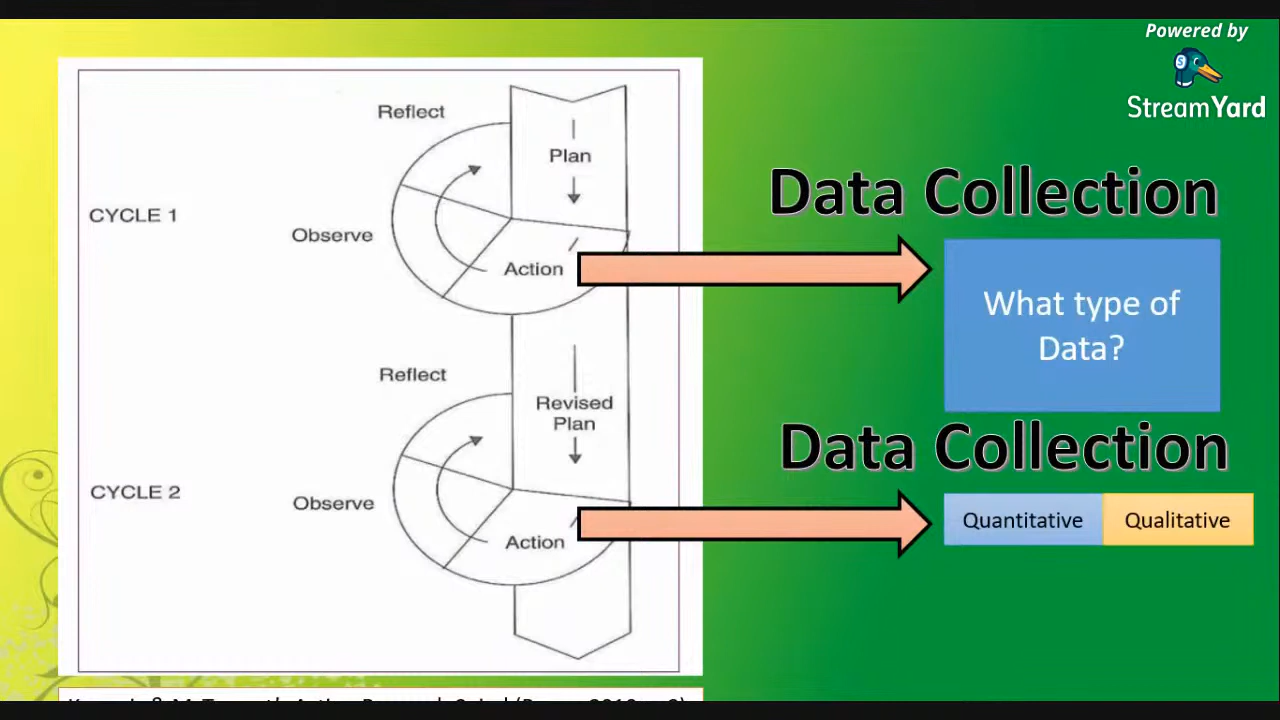 Powered by
StreamYard
Reflect
Plan
CYCLE 1
Observe
Action
Reflect
Revised
Plan
CYCLE 2
Observe
Action
Data Collection
What type of
Data?
Data Collection
Quantitative
Qualitative